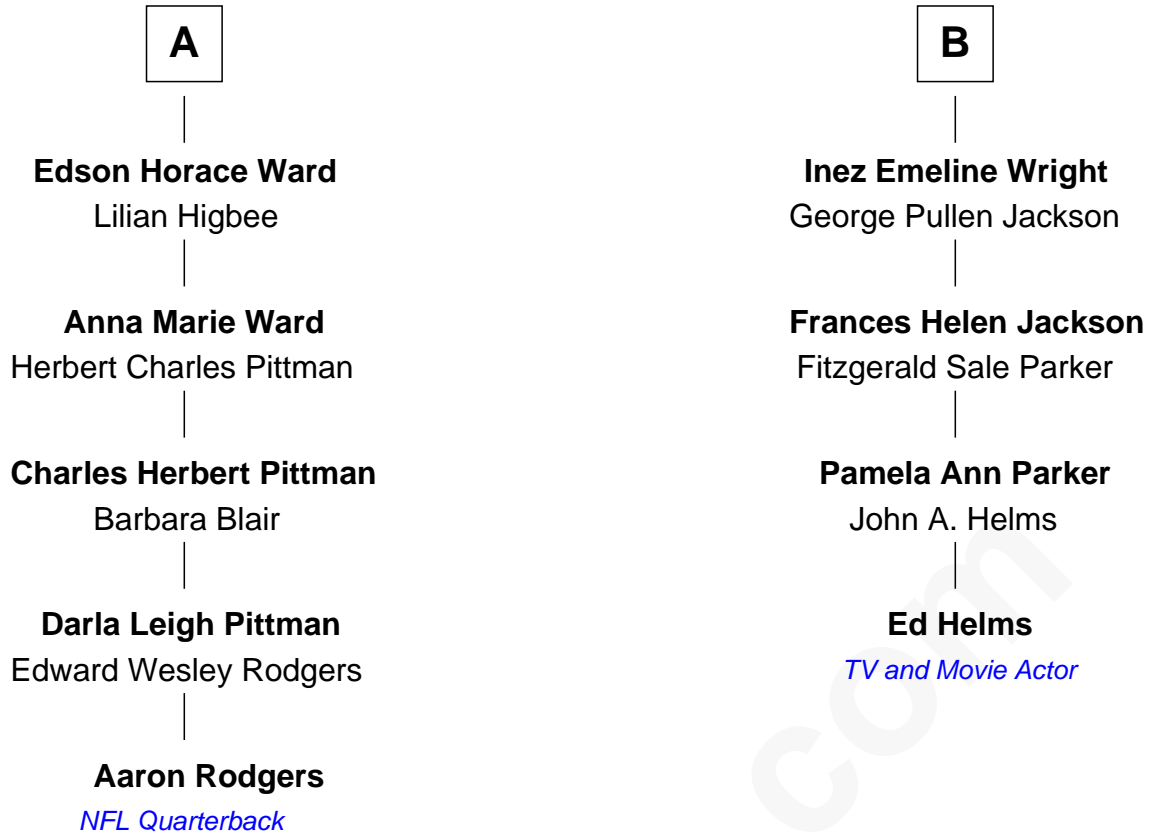 A
Edson Horace Ward
Lilian Higbee
Anna Marie Ward
Herbert Charles Pittman
Charles Herbert Pittman
Barbara Blair
Darla Leigh Pittman
Edward Wesley Rodgers
Aaron Rodgers
NFL Quarterback
B
Inez Emeline Wright
George Pullen Jackson
Frances Helen Jackson
Fitzgerald Sale Parker
Pamela Ann Parker
John A. Helms
Ed Helms
TV and Movie Actor
com